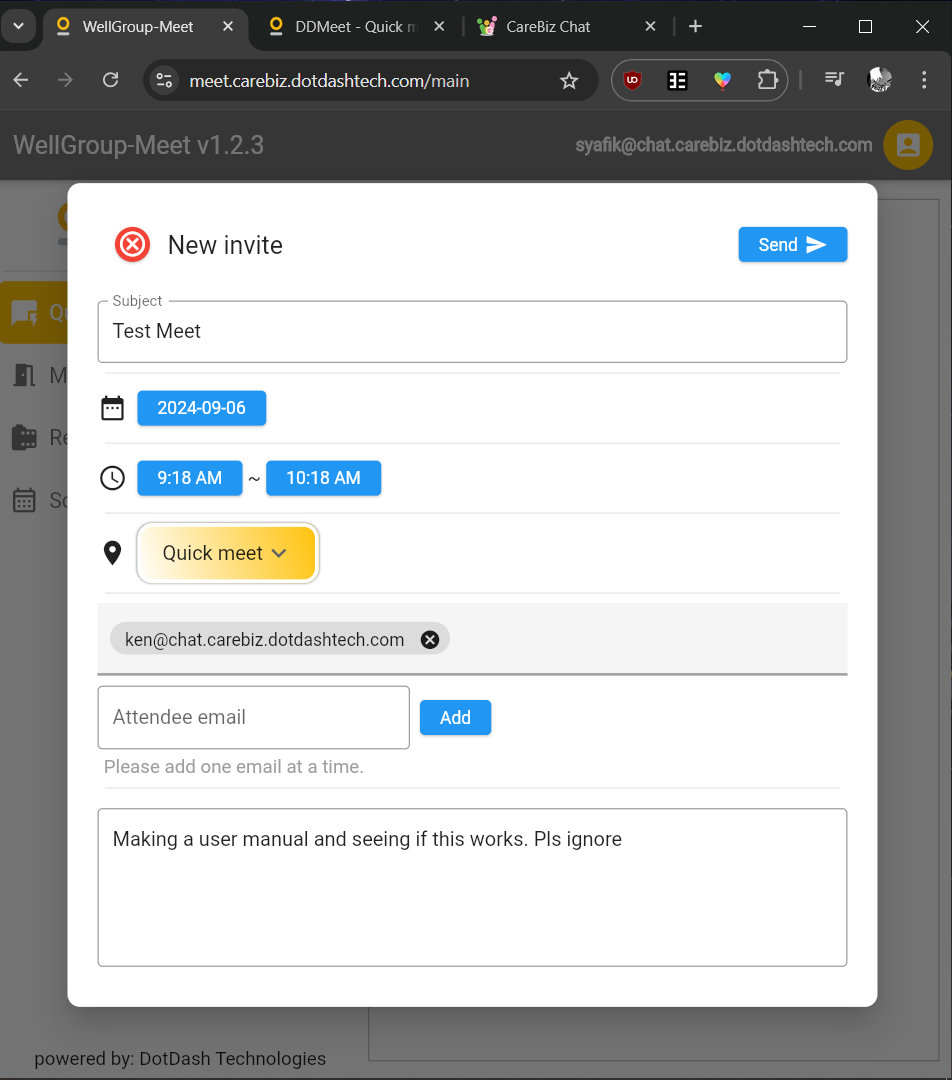 WellGroup-Meet
DDMeet - Quick m
CareBiz Chat
meet.carebiz.dotdashtech.com/main
WellGroup-Meet v1.2.3
syafik@chat.carebiz.dotdashtech.com
New invite
Send
Subject
Test Meet
2024-09-06
9:18 AM ~ 10:18 AM
Quick meet
ken@chat.carebiz.dotdashtech.com
Attendee email
Add
Please add one email at a time.
Making a user manual and seeing if this works. Pls ignore
powered by: DotDash Technologies